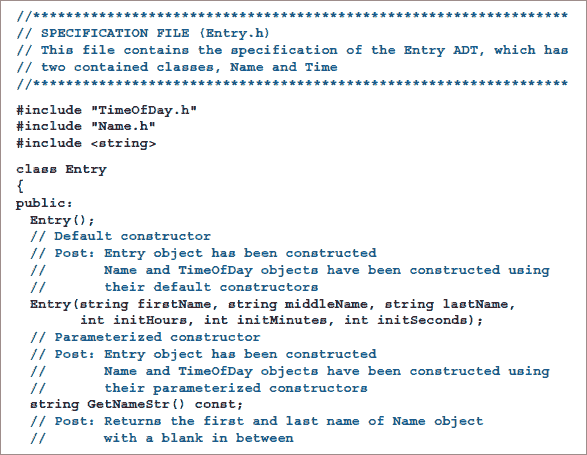 //*****************************************************************
// SPECIFICATION FILE (Entry.h)
// This file contains the specification of the Entry ADT, which has
// two contained classes, Name and Time
//*****************************************************************
#include "TimeOfDay.h"
#include "Name.h"
#include <string>
class Entry
{
public:
  Entry();
  // Default constructor
  // Post: Entry object has been constructed
  //       Name and TimeOfDay objects have been constructed using
  //       their default constructors
  Entry(string firstName, string middleName, string lastName,
        int initHours, int initMinutes, int initSeconds);
  // Parameterized constructor
  // Post: Entry object has been constructed
  //       Name and TimeOfDay objects have been constructed using
  //       their parameterized constructors
  string GetNameStr() const;
  // Post: Returns the first and last name of Name object
  //       with a blank in between